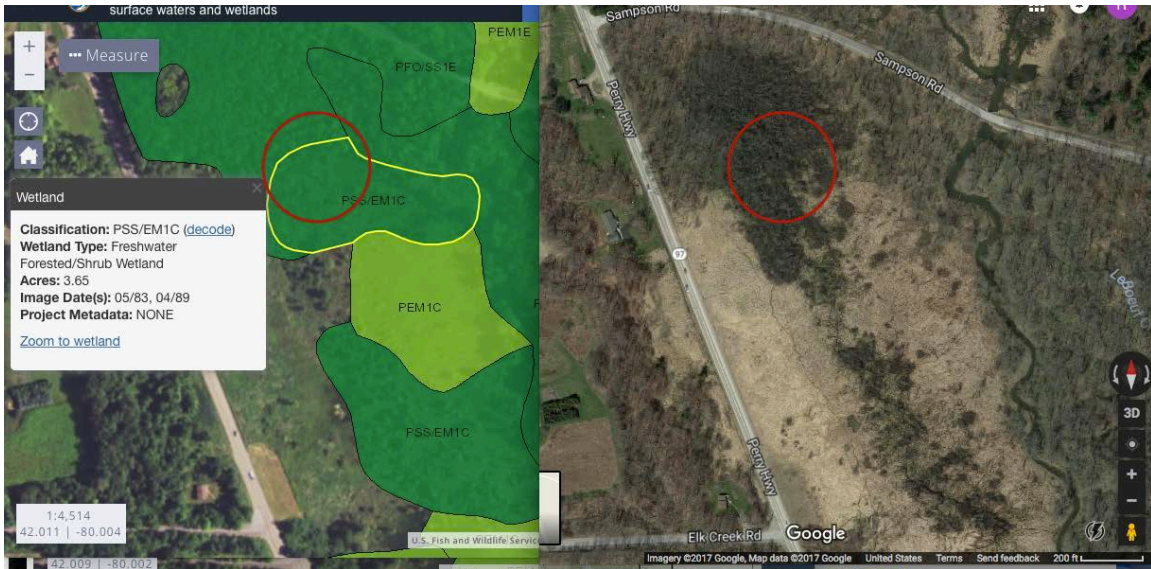 surface waters and wetlands
+
−
••• Measure
PEM1E
PFO/SS1E
PSS/EM1C
Wetland
Classification: PSS/EM1C (decode)
Wetland Type: Freshwater
Forested/Shrub Wetland
Acres: 3.65
Image Date(s): 05/83, 04/89
Project Metadata: NONE
Zoom to wetland
PEM1C
PSS/EM1C
1:4,514
42.011 | -80.004
U.S. Fish and Wildlife Servic
42.009 | -80.002
Sampson Rd
Sampson Rd
Perry Hwy
97
Perry Hwy
Elk Creek Rd
Google
3D
+
−
Imagery ©2017 Google, Map data ©2017 Google United States Terms Send feedback 200 ft